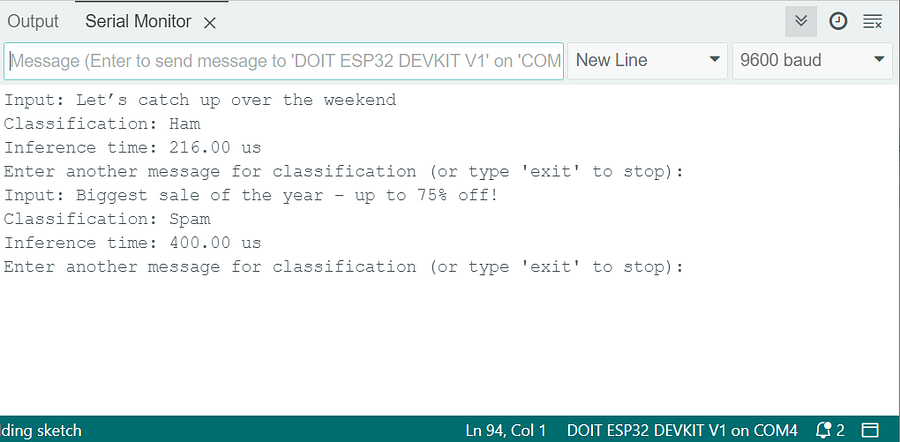 Output Serial Monitor
Message (Enter to send message to 'DOIT ESP32 DEVKIT V1' on 'COM New Line 9600 baud
Input: Let’s catch up over the weekend
Classification: Ham
Inference time: 216.00 us
Enter another message for classification (or type 'exit' to stop):
Input: Biggest sale of the year – up to 75% off!
Classification: Spam
Inference time: 400.00 us
Enter another message for classification (or type 'exit' to stop):
ding sketch Ln 94, Col 1 DOIT ESP32 DEVKIT V1 on COM4 2